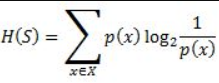 H(S) = ∑_{x∈X} p(x) log₂ 1/p(x)